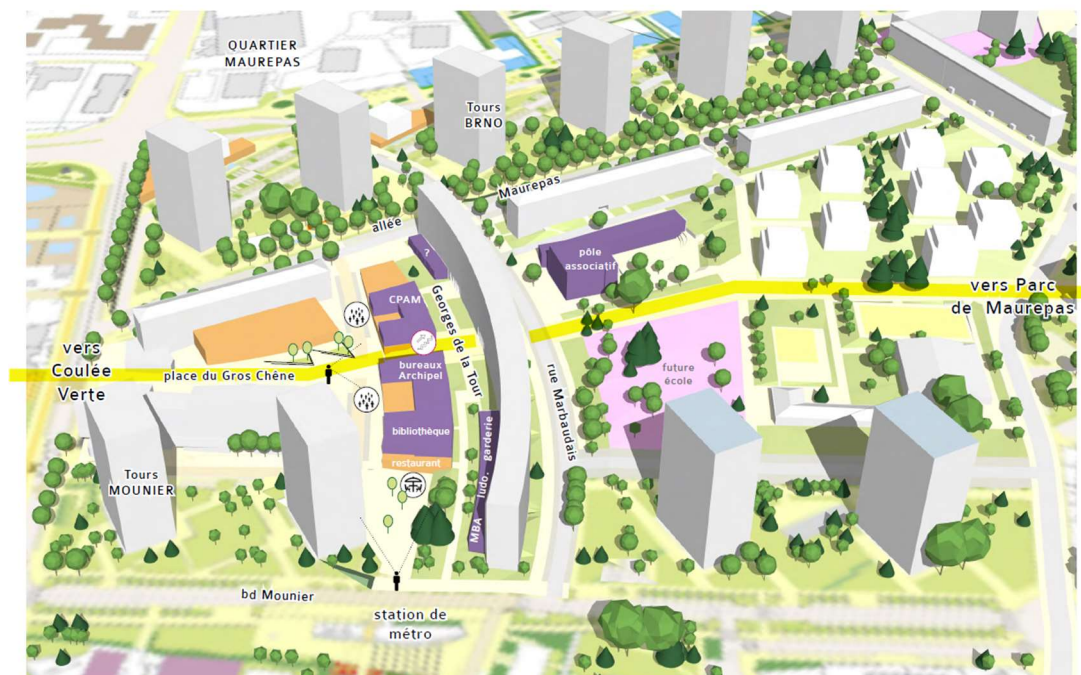 QUARTIER
MAUREPAS
Tours
BRNO
Maurepas
allée
?
pôle
associatif
CPAM
Georges de la Tour
vers Parc
de Maurepas
vers
Coulée
Verte
place du Gros Chêne
bureaux
Archipel
rue Marbaudais
future
école
bibliothèque
restaurant
MBA ludo. garderie
Tours
MOUNIER
bd Mounier
station de
métro